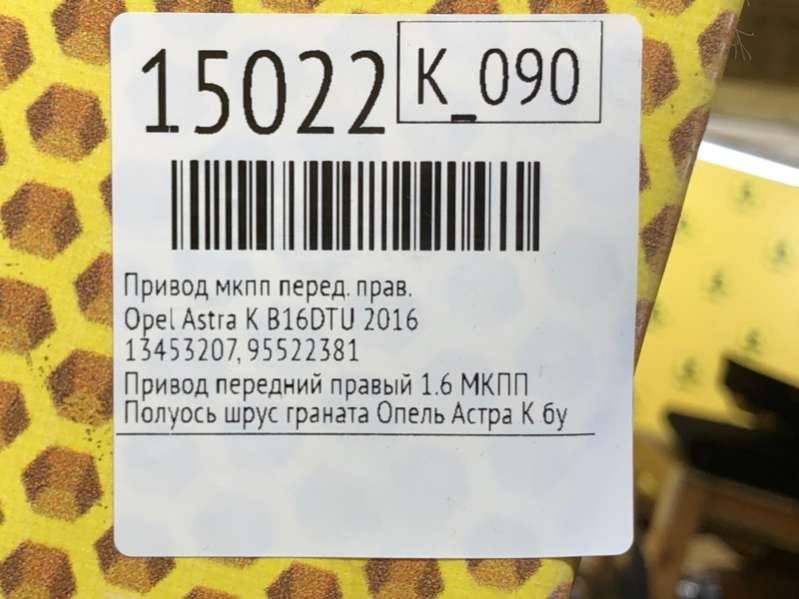 15022
K_090
Привод мкпп перед. прав.
Opel Astra K B16DTU 2016
13453207, 95522381
Привод передний правый 1.6 МКПП
Полуось шрус граната Опель Астра К бу